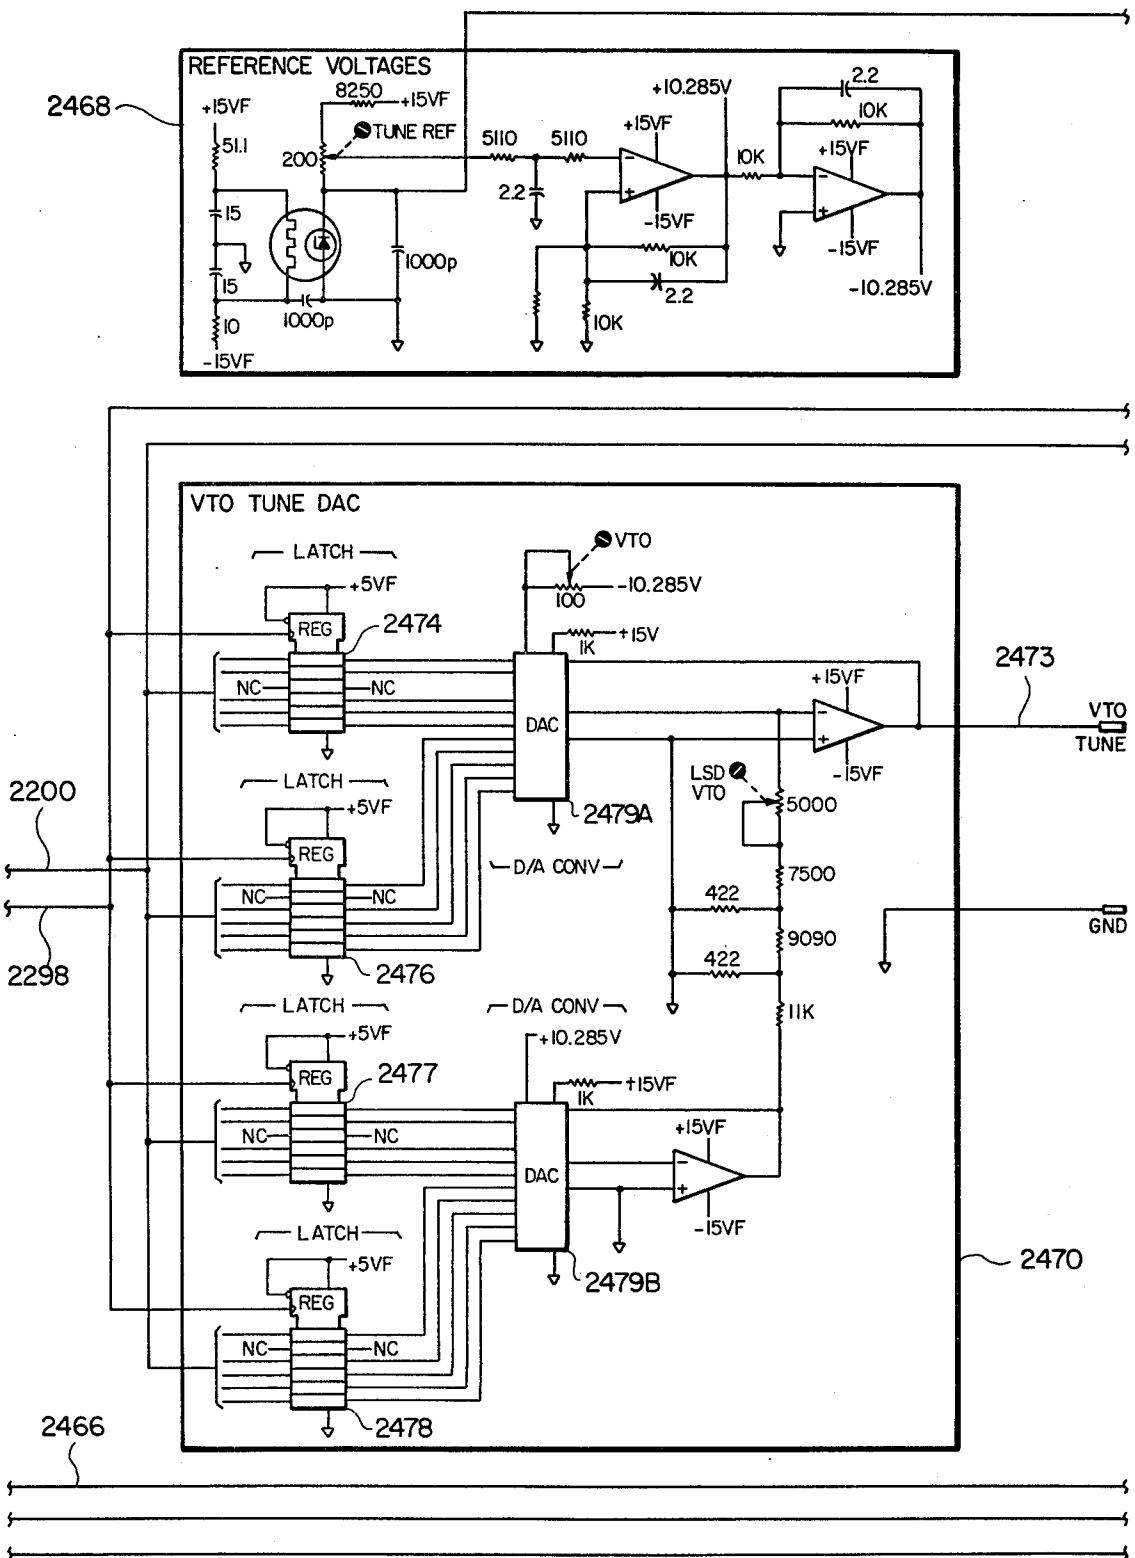 REFERENCE VOLTAGES
2468
+15VF
51.1
15
15
10
-15VF
8250
+15VF
TUNE REF
200
1000p
1000p
5110
5110
2.2
+15VF
-15VF
+10.285V
10K
2.2
10K
10K
2.2
10K
+15VF
-15VF
-10.285V
VTO TUNE DAC
LATCH
+5VF
REG
2474
NC
NC
VTO
-10.285V
100
+15V
1K
DAC
2479A
D/A CONV
+15VF
-15VF
2473
VTO
TUNE
LATCH
+5VF
REG
NC
NC
2476
2200
2298
LSD
VTO
5000
7500
422
9090
422
11K
GND
LATCH
+5VF
REG
2477
NC
NC
D/A CONV
+10.285V
+15VF
1K
DAC
2479B
+15VF
-15VF
LATCH
+5VF
REG
NC
NC
2478
2470
2466